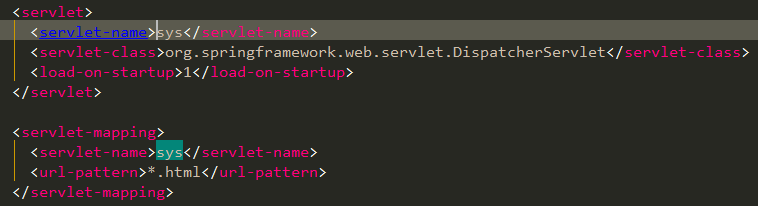 <servlet>
<servlet-name>sys</servlet-name>
<servlet-class>org.springframework.web.servlet.DispatcherServlet</servlet-class>
<load-on-startup>1</load-on-startup>
</servlet>
<servlet-mapping>
<servlet-name>sys</servlet-name>
<url-pattern>*.html</url-pattern>
</servlet-mapping>